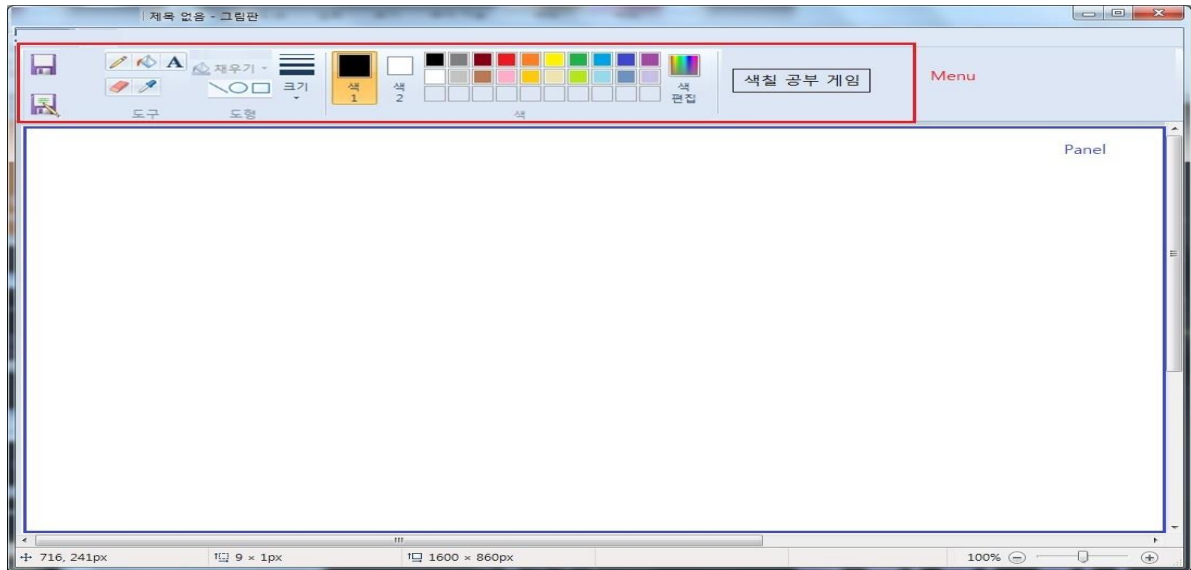 제목 없음 - 그림판
A 채우기
크기
색 1
색 2
색 편집
색칠 공부 게임
Menu
도구
도형
색
Panel
716, 241px
9 × 1px
1600 × 860px
100%